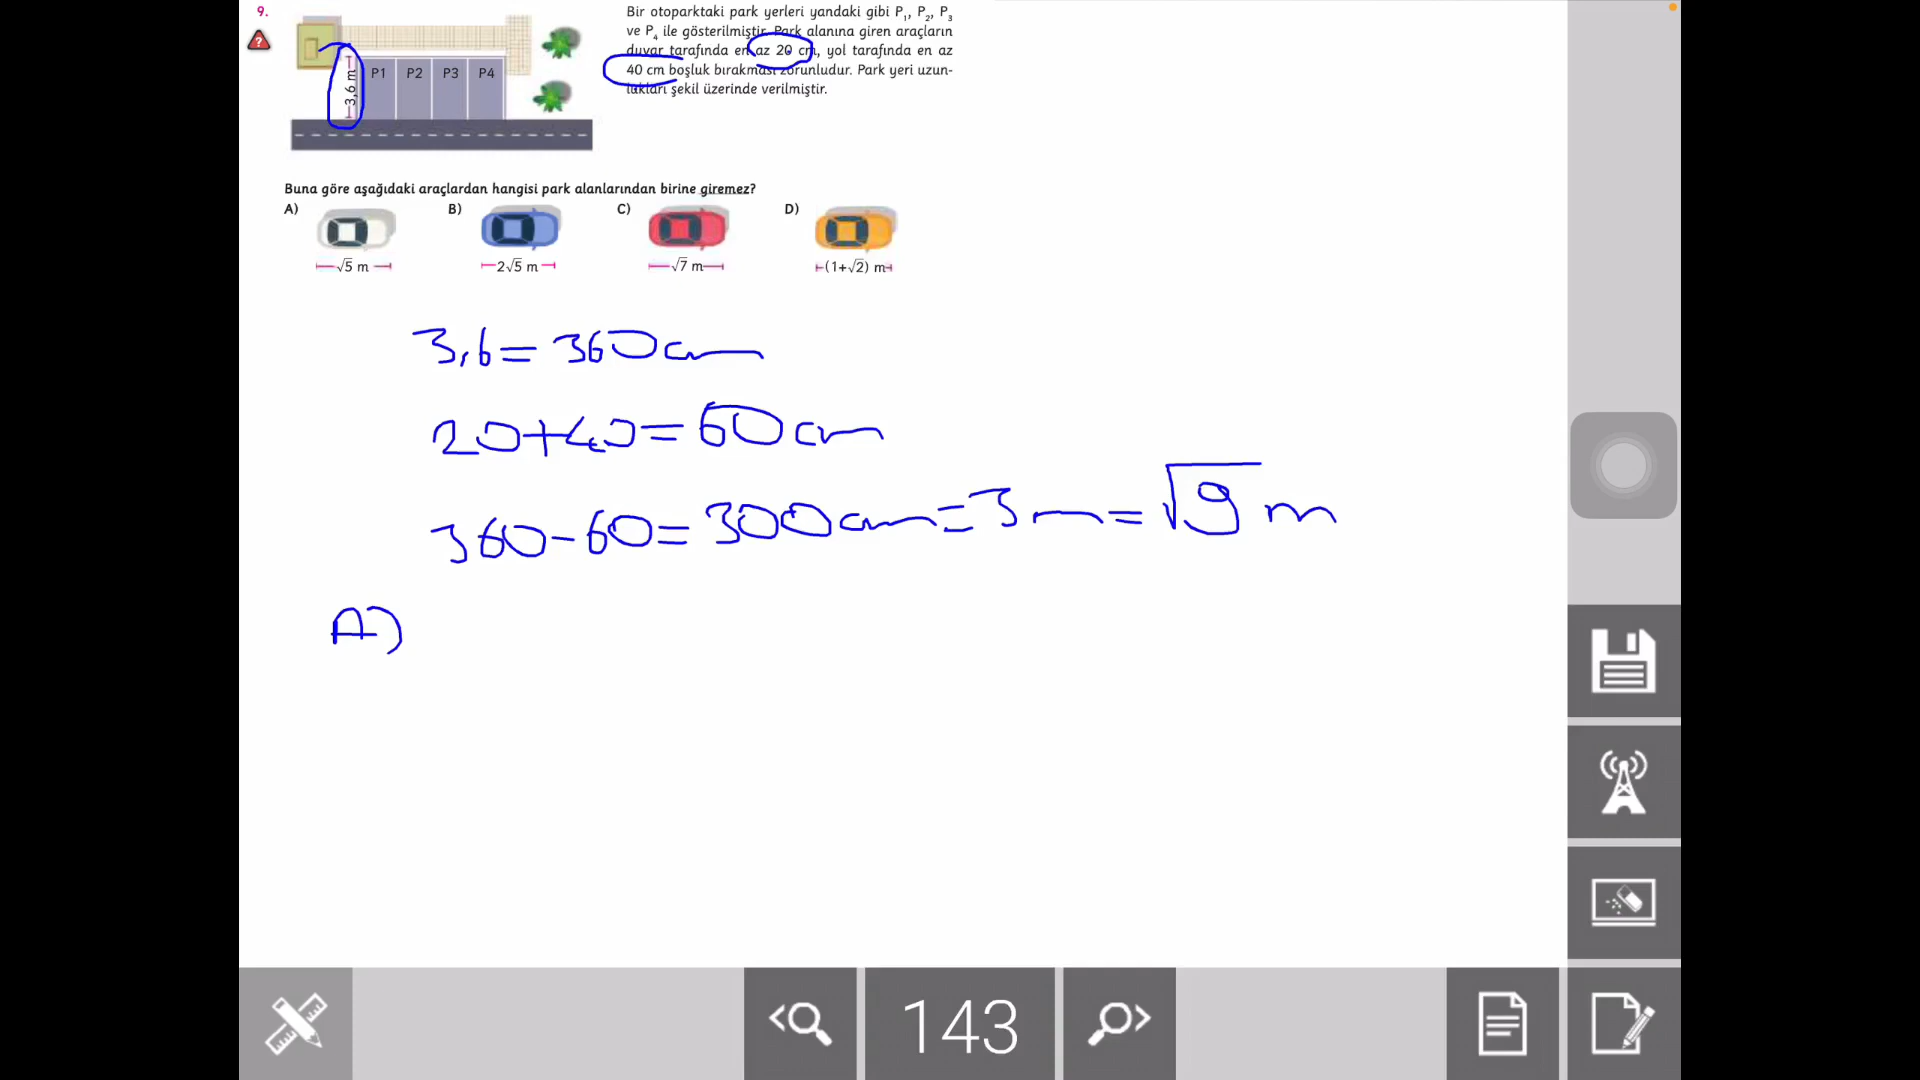 9.
Bir otoparktaki park yerleri yandaki gibi P₁, P₂, P₃
ve P₄ ile gösterilmiştir. Park alanına giren araçların
duvar tarafında en az 20 cm, yol tarafında en az
40 cm boşluk bırakması zorunludur. Park yeri uzun-
lukları şekil üzerinde verilmiştir.
3,6 m
P1 P2 P3 P4
Buna göre aşağıdaki araçlardan hangisi park alanlarından birine giremez?
A) B) C) D)
√5 m 2√5 m √7 m (1+√2) m
3,6 = 360 cm
20+40=60 cm
360-60=300 cm=3m=√9 m
A)
143